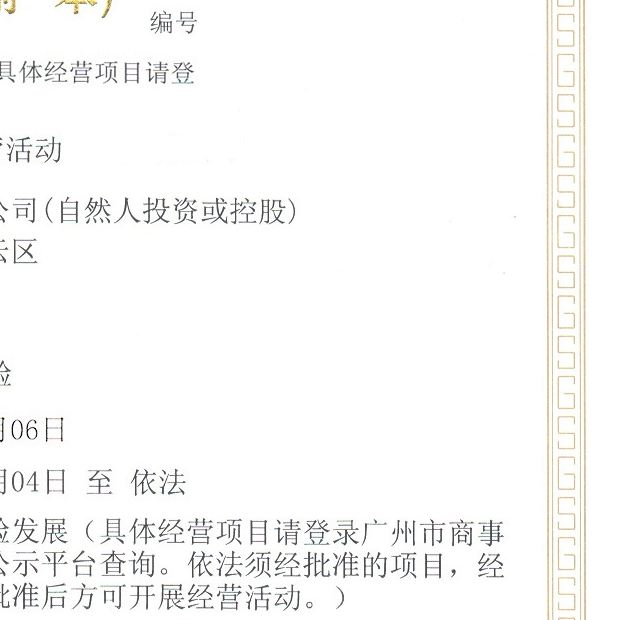 本)
编号
具体经营项目请登
活动
公司(自然人投资或控股)
云区
验
月06日
月04日 至 依法
验发展（具体经营项目请登录广州市商事
公示平台查询。依法须经批准的项目，经
批准后方可开展经营活动。）